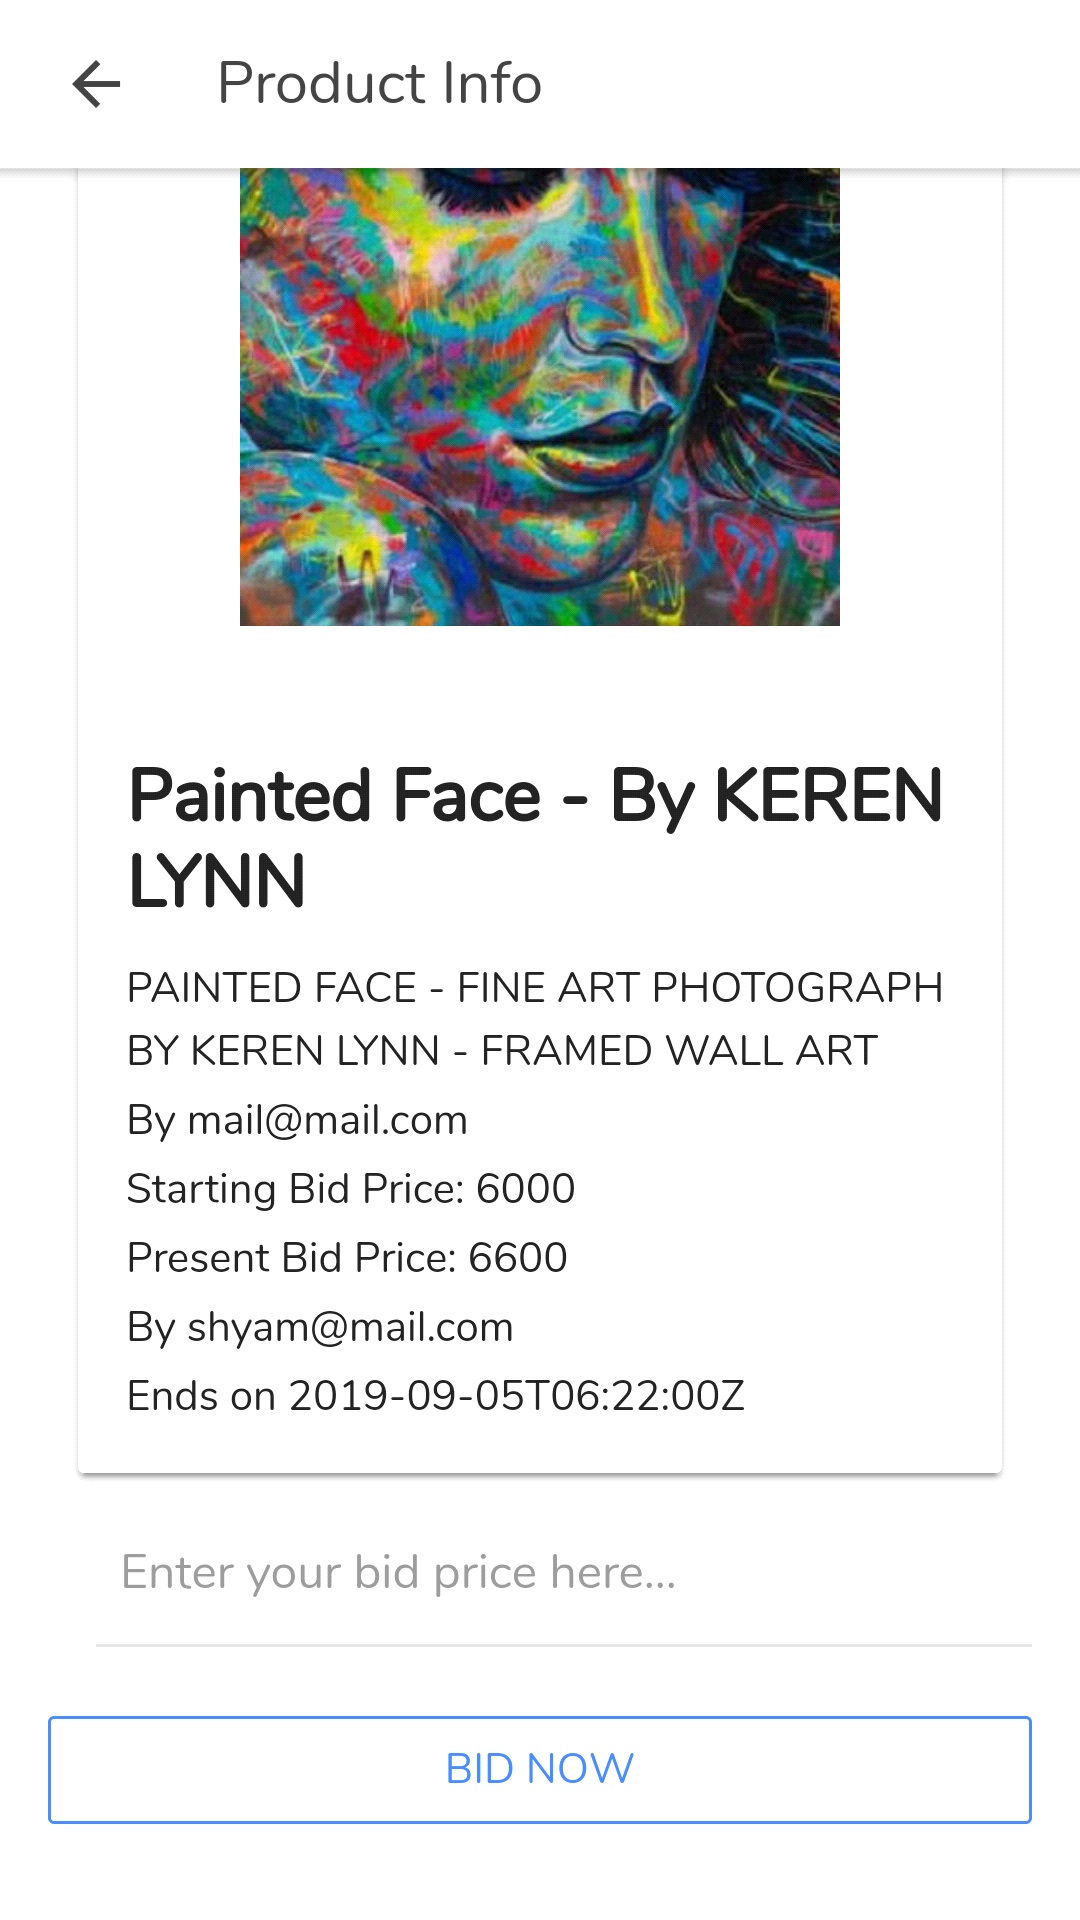 Product Info
Painted Face - By KEREN
LYNN
PAINTED FACE - FINE ART PHOTOGRAPH
BY KEREN LYNN - FRAMED WALL ART
By mail@mail.com
Starting Bid Price: 6000
Present Bid Price: 6600
By shyam@mail.com
Ends on 2019-09-05T06:22:00Z
Enter your bid price here...
BID NOW